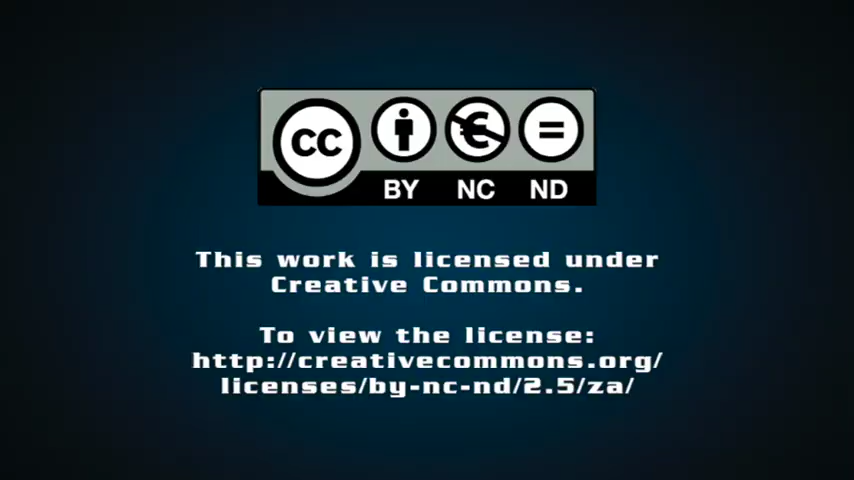 CC
BY NC ND
This work is licensed under
Creative Commons.
To view the license:
http://creativecommons.org/
licenses/by-nc-nd/2.5/za/